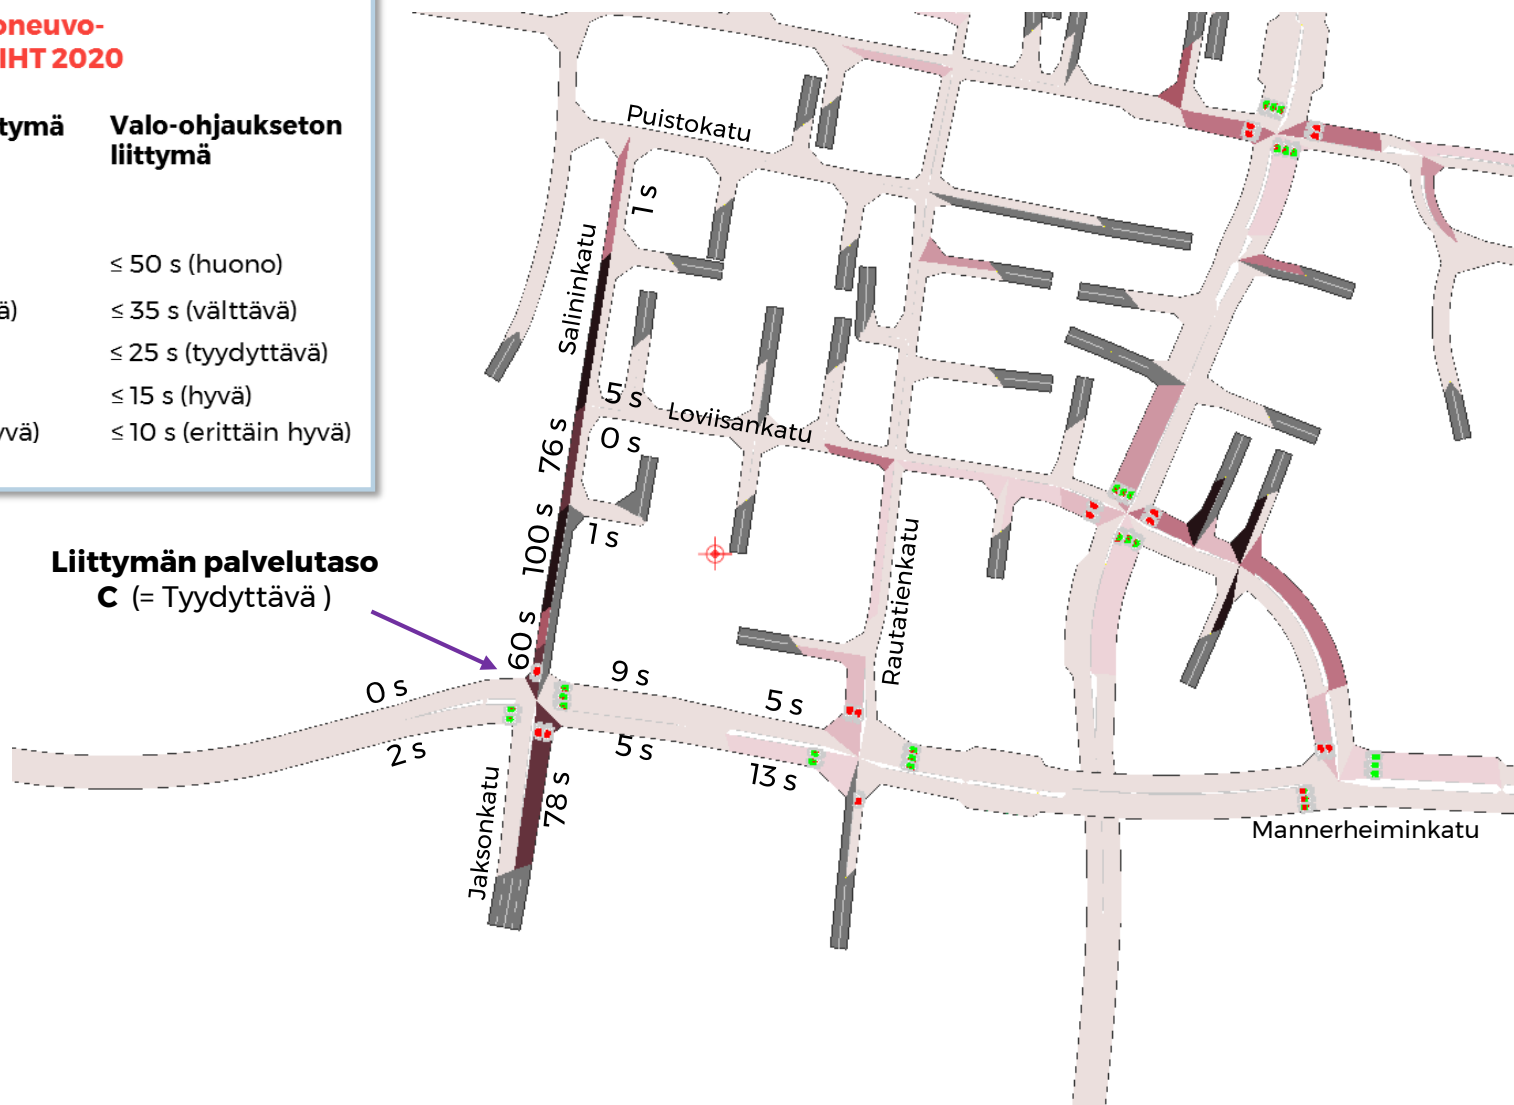 oneuvo-
IHT 2020
tymä
Valo-ohjaukseton
liittymä
≤ 50 s (huono)
ä)
≤ 35 s (välttävä)
≤ 25 s (tyydyttävä)
≤ 15 s (hyvä)
yvä)
≤ 10 s (erittäin hyvä)
Puistokatu
1 s
Salininkatu
5 s
Loviisankatu
0 s
76 s
100 s
1 s
Liittymän palvelutaso
C (= Tyydyttävä )
60 s
Rautatienkatu
0 s
9 s
5 s
2 s
5 s
13 s
78 s
Jaksonkatu
Mannerheiminkatu